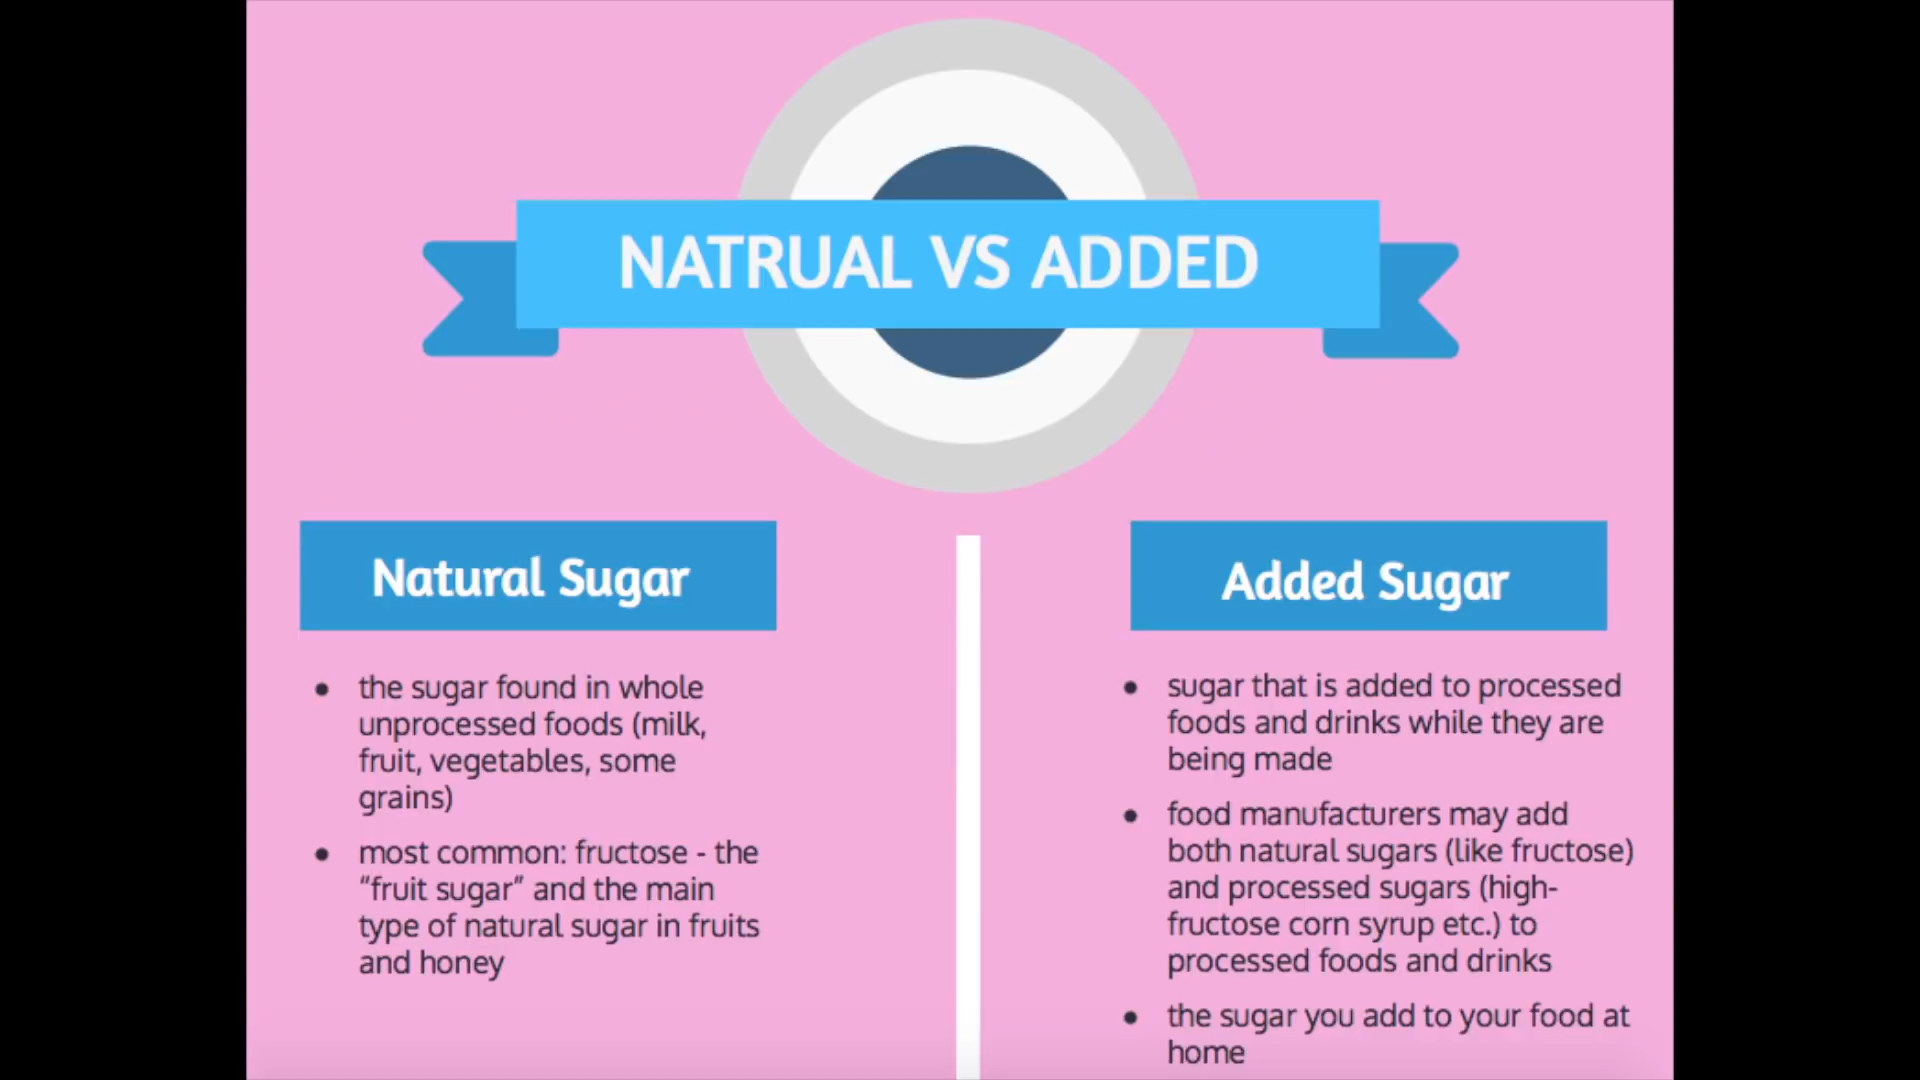 NATRUAL VS ADDED
Natural Sugar
• the sugar found in whole
unprocessed foods (milk,
fruit, vegetables, some
grains)
• most common: fructose - the
“fruit sugar” and the main
type of natural sugar in fruits
and honey
Added Sugar
• sugar that is added to processed
foods and drinks while they are
being made
• food manufacturers may add
both natural sugars (like fructose)
and processed sugars (high-
fructose corn syrup etc.) to
processed foods and drinks
• the sugar you add to your food at
home